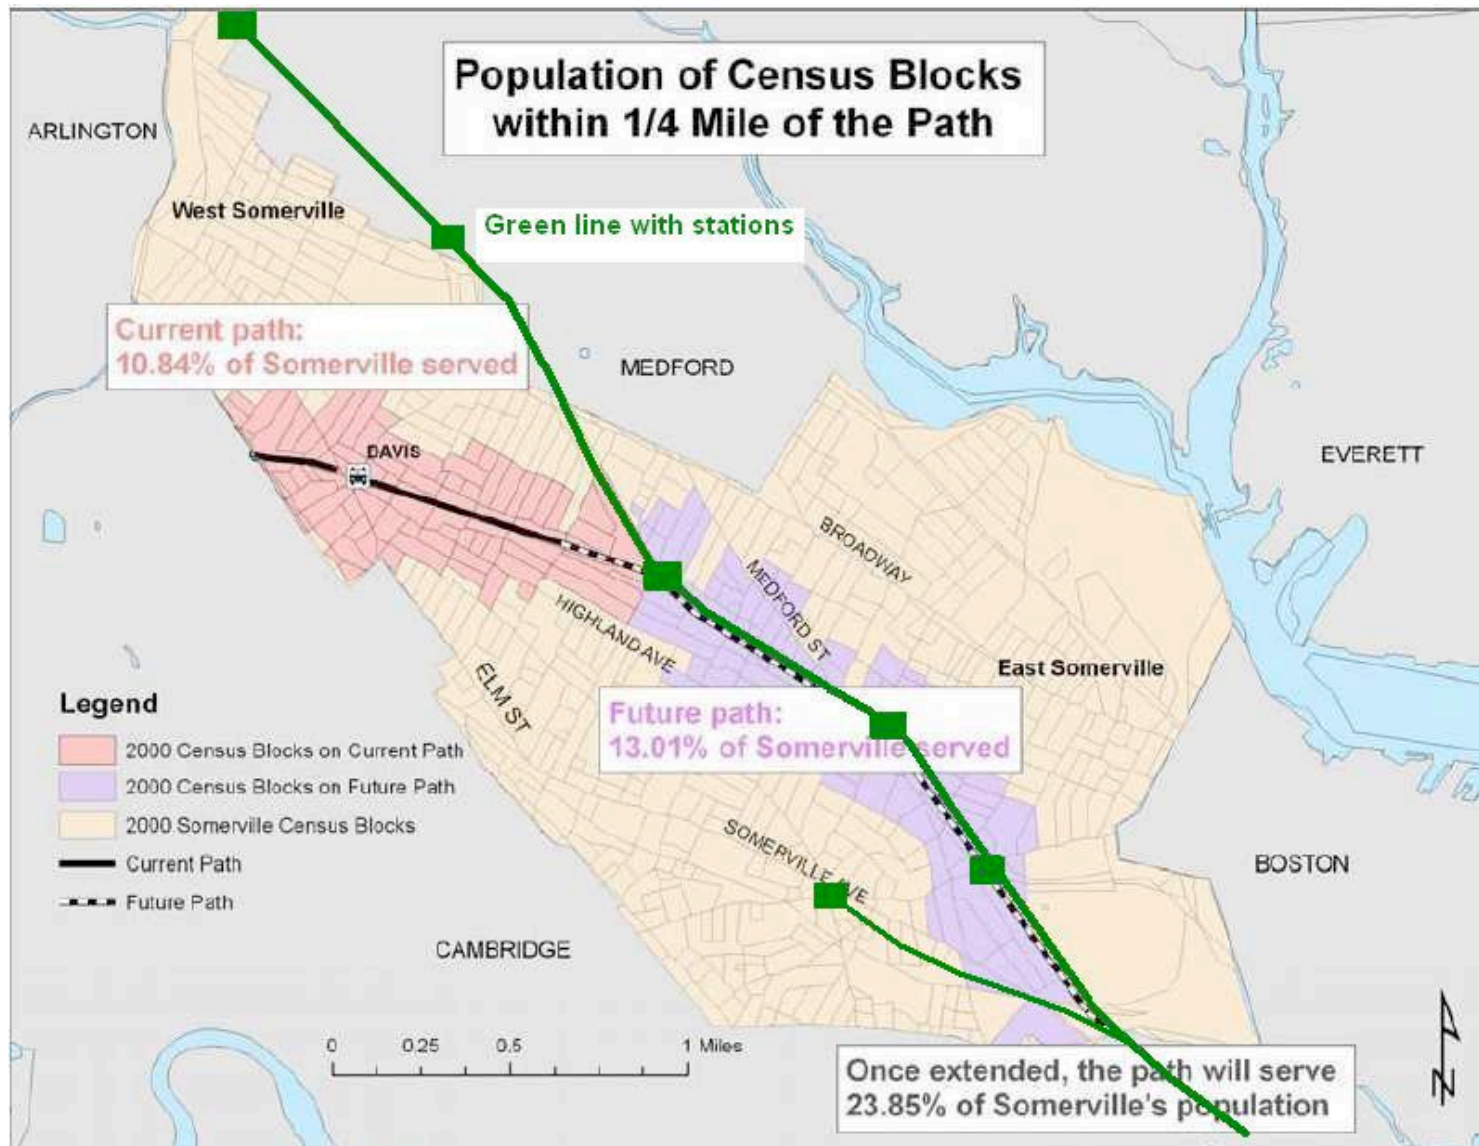 Population of Census Blocks
within 1/4 Mile of the Path
ARLINGTON
West Somerville
Green line with stations
Current path:
10.84% of Somerville served
MEDFORD
DAVIS
EVERETT
BROADWAY
MEDFORD ST
HIGHLAND AVE
ELM ST
East Somerville
Future path:
13.01% of Somerville served
Legend
2000 Census Blocks on Current Path
2000 Census Blocks on Future Path
2000 Somerville Census Blocks
Current Path
Future Path
SOMERVILLE AVE
BOSTON
CAMBRIDGE
0 0.25 0.5 1 Miles
Once extended, the path will serve
23.85% of Somerville's population
N